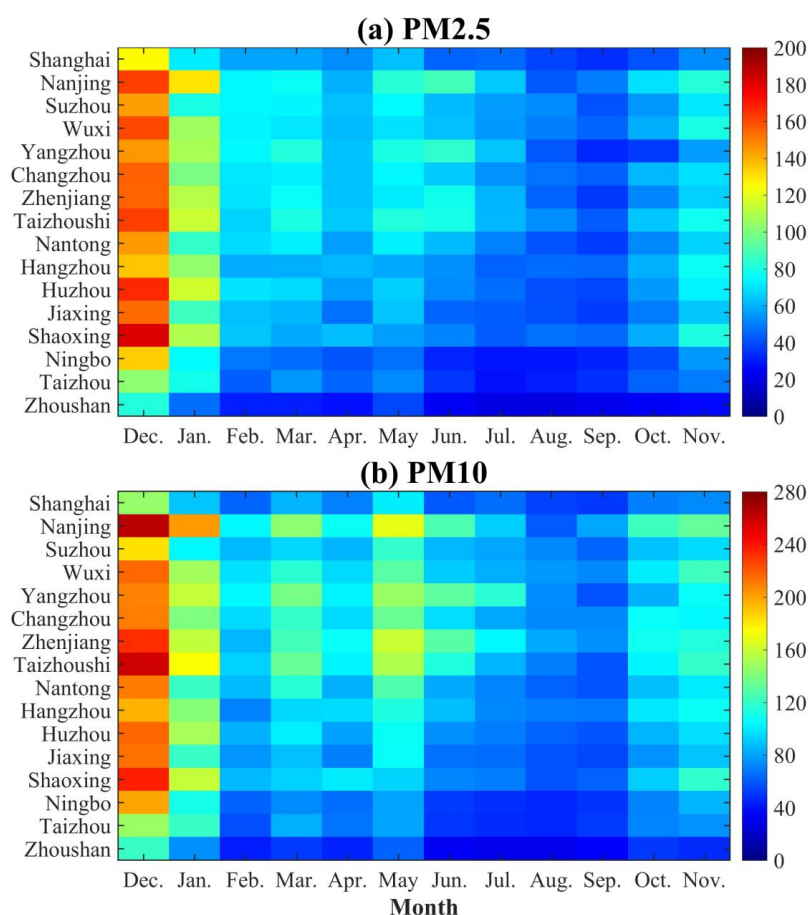 (a) PM2.5
Shanghai
Nanjing
Suzhou
Wuxi
Yangzhou
Changzhou
Zhenjiang
Taizhoushi
Nantong
Hangzhou
Huzhou
Jiaxing
Shaoxing
Ningbo
Taizhou
Zhoushan
Dec. Jan. Feb. Mar. Apr. May Jun. Jul. Aug. Sep. Oct. Nov.
200
180
160
140
120
100
80
60
40
20
0
(b) PM10
Shanghai
Nanjing
Suzhou
Wuxi
Yangzhou
Changzhou
Zhenjiang
Taizhoushi
Nantong
Hangzhou
Huzhou
Jiaxing
Shaoxing
Ningbo
Taizhou
Zhoushan
Dec. Jan. Feb. Mar. Apr. May Jun. Jul. Aug. Sep. Oct. Nov.
Month
280
240
200
160
120
80
40
0